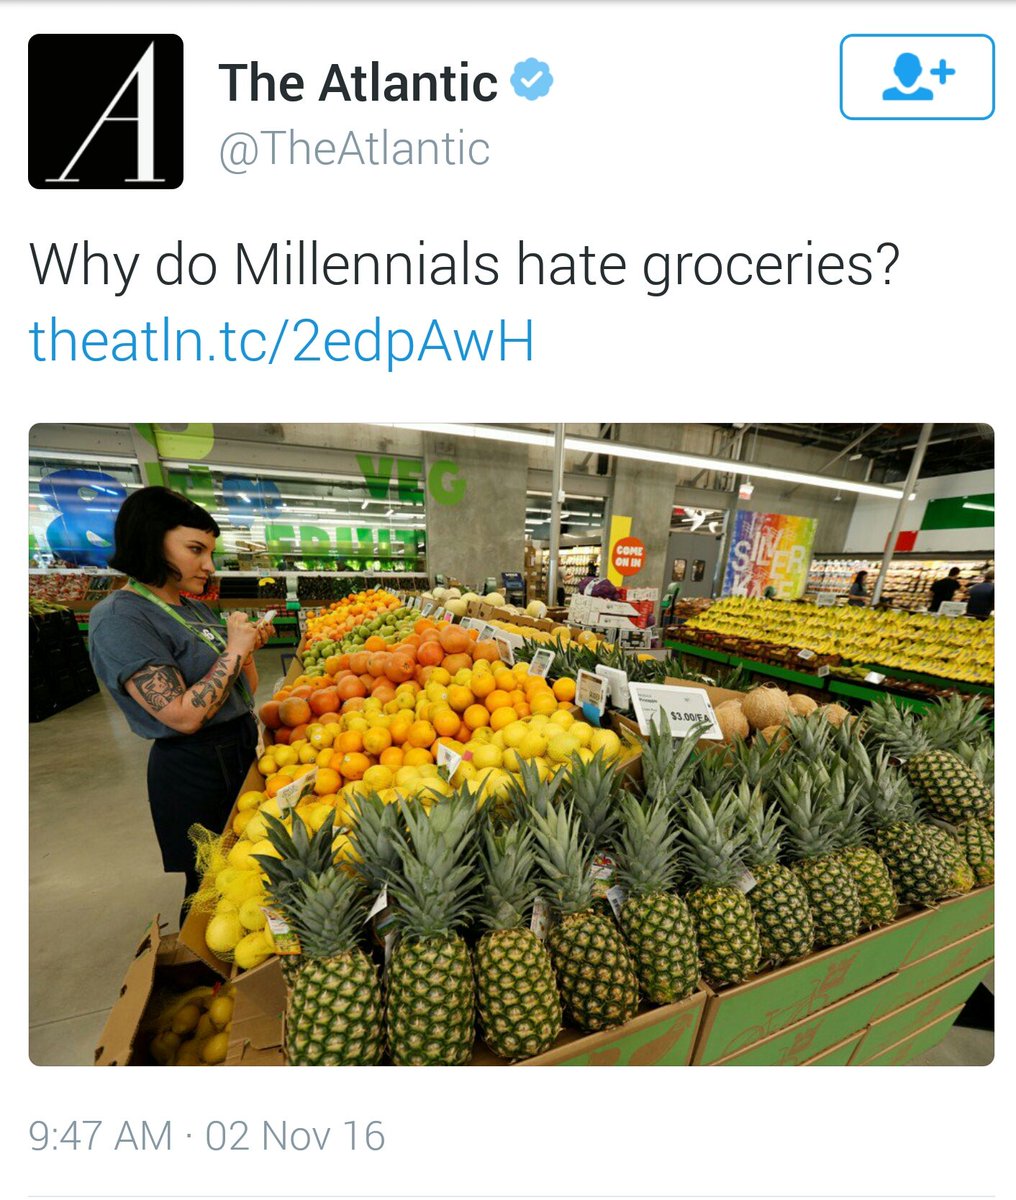 A
The Atlantic
@TheAtlantic
Why do Millennials hate groceries?
theatln.tc/2edpAwH
VEG
COME
ON IN
$3.00/EA
9:47 AM · 02 Nov 16